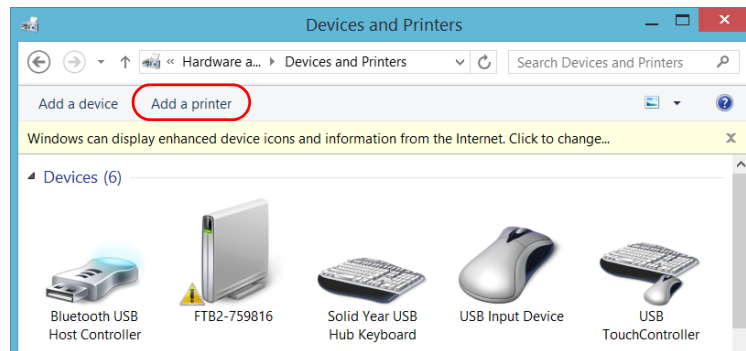 Devices and Printers
« Hardware a... Devices and Printers Search Devices and Printers
Add a device Add a printer
Windows can display enhanced device icons and information from the Internet. Click to change...
Devices (6)
Bluetooth USB Host Controller
FTB2-759816
Solid Year USB Hub Keyboard
USB Input Device
USB TouchController